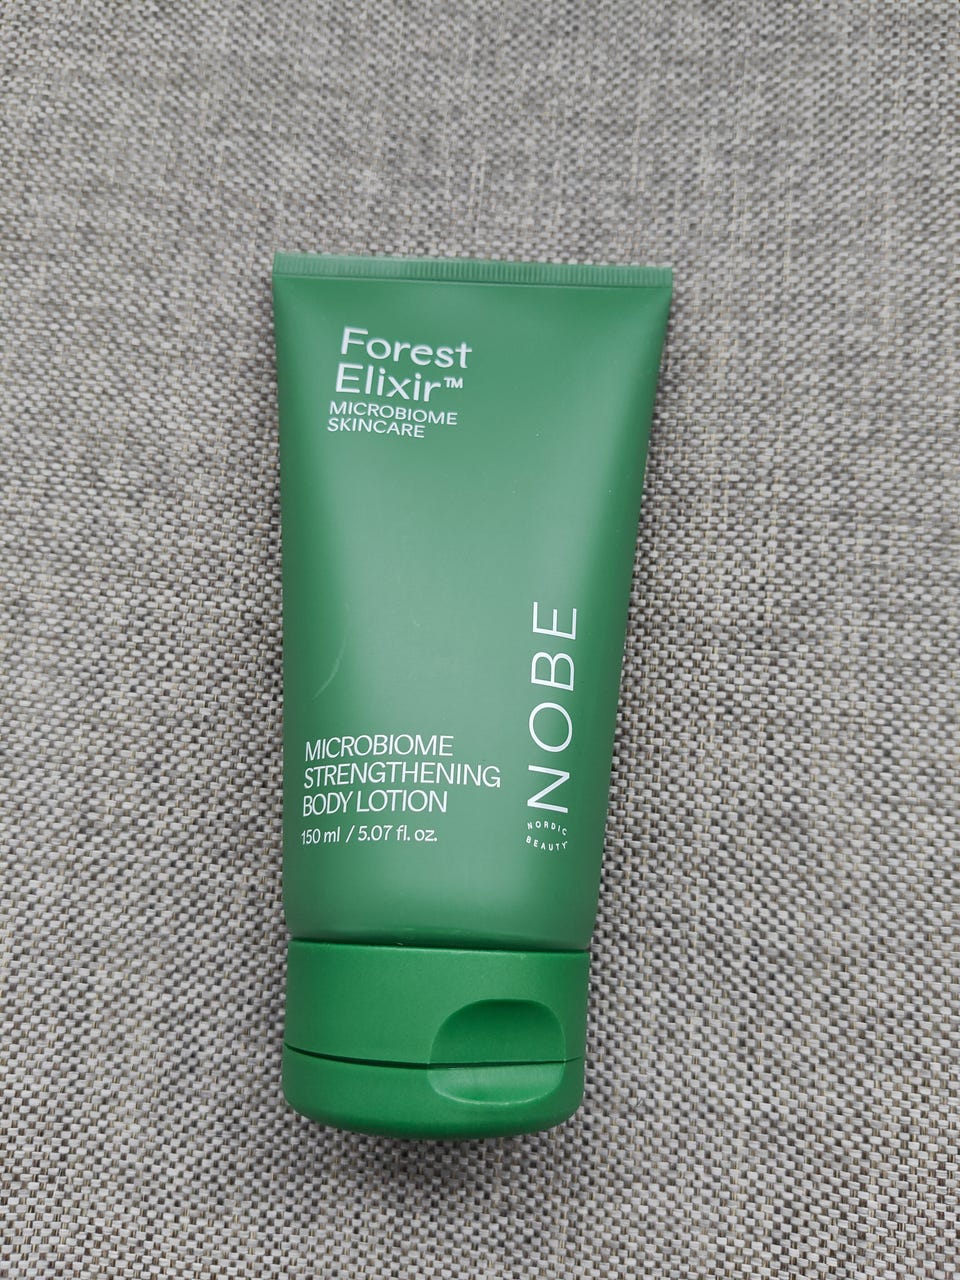 Forest
Elixir™
MICROBIOME
SKINCARE
NOBE
NORDIC
BEAUTY
MICROBIOME
STRENGTHENING
BODY LOTION
150 ml / 5.07 fl. oz.